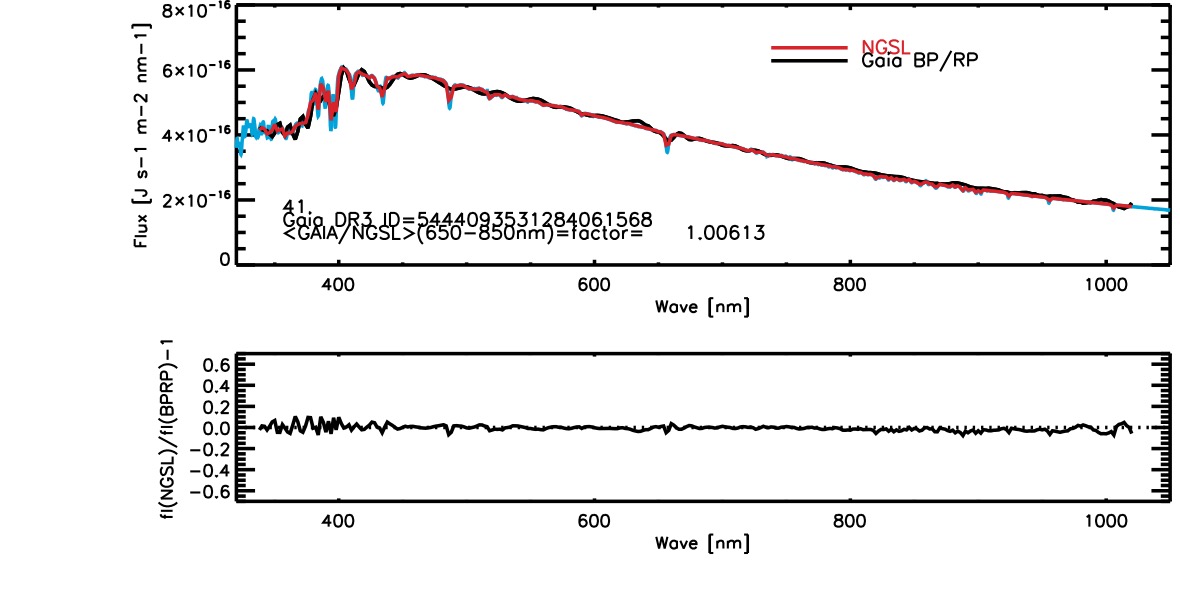 8×10⁻¹⁶
6×10⁻¹⁶
4×10⁻¹⁶
2×10⁻¹⁶
0
Flux [J s−1 m−2 nm−1]
NGSL
Gaia BP/RP
41.
Gaia DR3 ID=5444093531284061568
<GAIA/NGSL>(650−850nm)=factor= 1.00613
400 600 800 1000
Wave [nm]
fl(NGSL)/fl(BPRP)−1
0.6
0.4
0.2
0.0
−0.2
−0.4
−0.6
400 600 800 1000
Wave [nm]